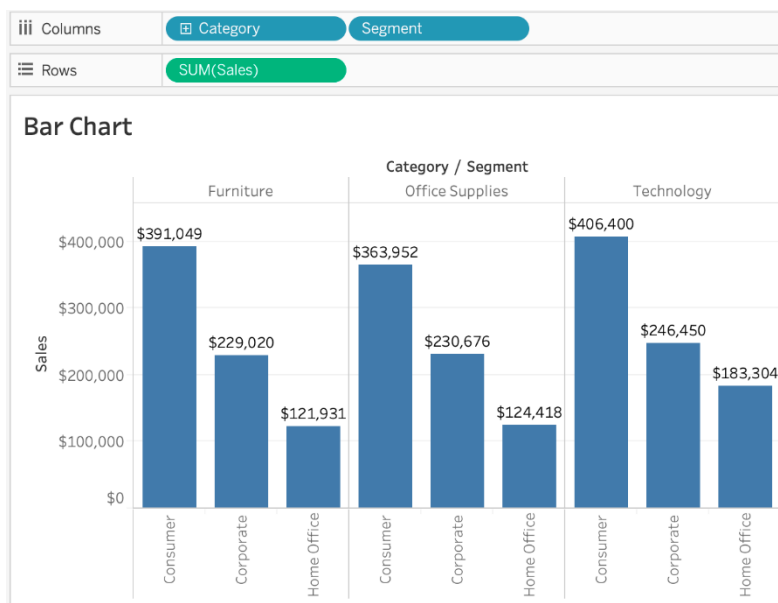 Columns
Category
Segment
Rows
SUM(Sales)
Bar Chart
Category / Segment
Furniture
Office Supplies
Technology
Sales
$400,000
$300,000
$200,000
$100,000
$0
$391,049
$229,020
$121,931
$363,952
$230,676
$124,418
$406,400
$246,450
$183,304
Consumer
Corporate
Home Office
Consumer
Corporate
Home Office
Consumer
Corporate
Home Office